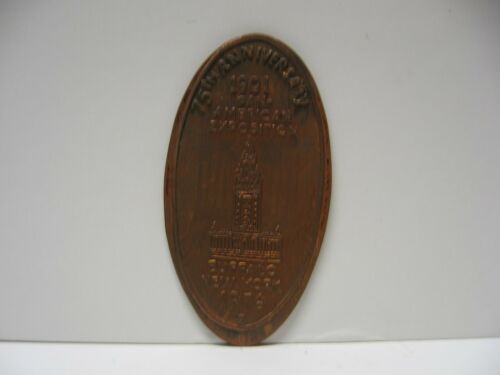 75TH ANNIVERSARY
1901
PAN
AMERICAN
EXPOSITION
BUFFALO
NEW YORK
1976